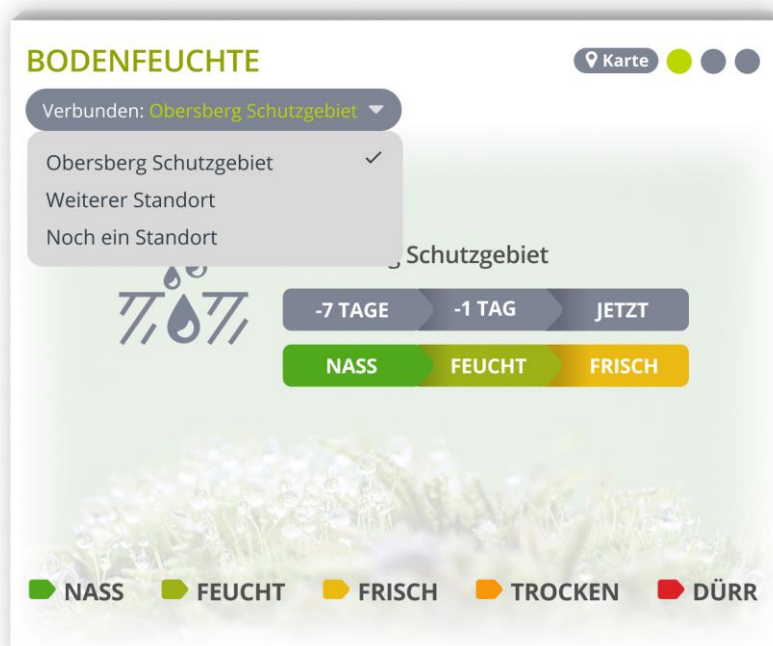 BODENFEUCHTE
Karte
Verbunden: Obersberg Schutzgebiet
Obersberg Schutzgebiet
Weiterer Standort
Noch ein Standort
Schutzgebiet
-7 TAGE -1 TAG JETZT
NASS FEUCHT FRISCH
NASS FEUCHT FRISCH TROCKEN DÜRR